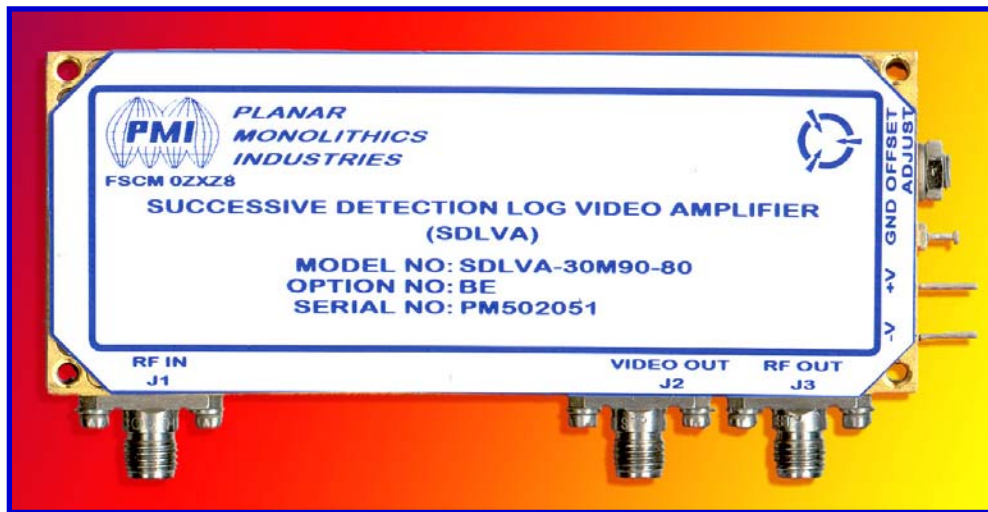 PMI
PLANAR
MONOLITHICS
INDUSTRIES
FSCM 0ZXZ8
SUCCESSIVE DETECTION LOG VIDEO AMPLIFIER
(SDLVA)
MODEL NO: SDLVA-30M90-80
OPTION NO: BE
SERIAL NO: PM502051
OFFSET
ADJUST
GND
+V
-V
RF IN
J1
VIDEO OUT
J2
RF OUT
J3